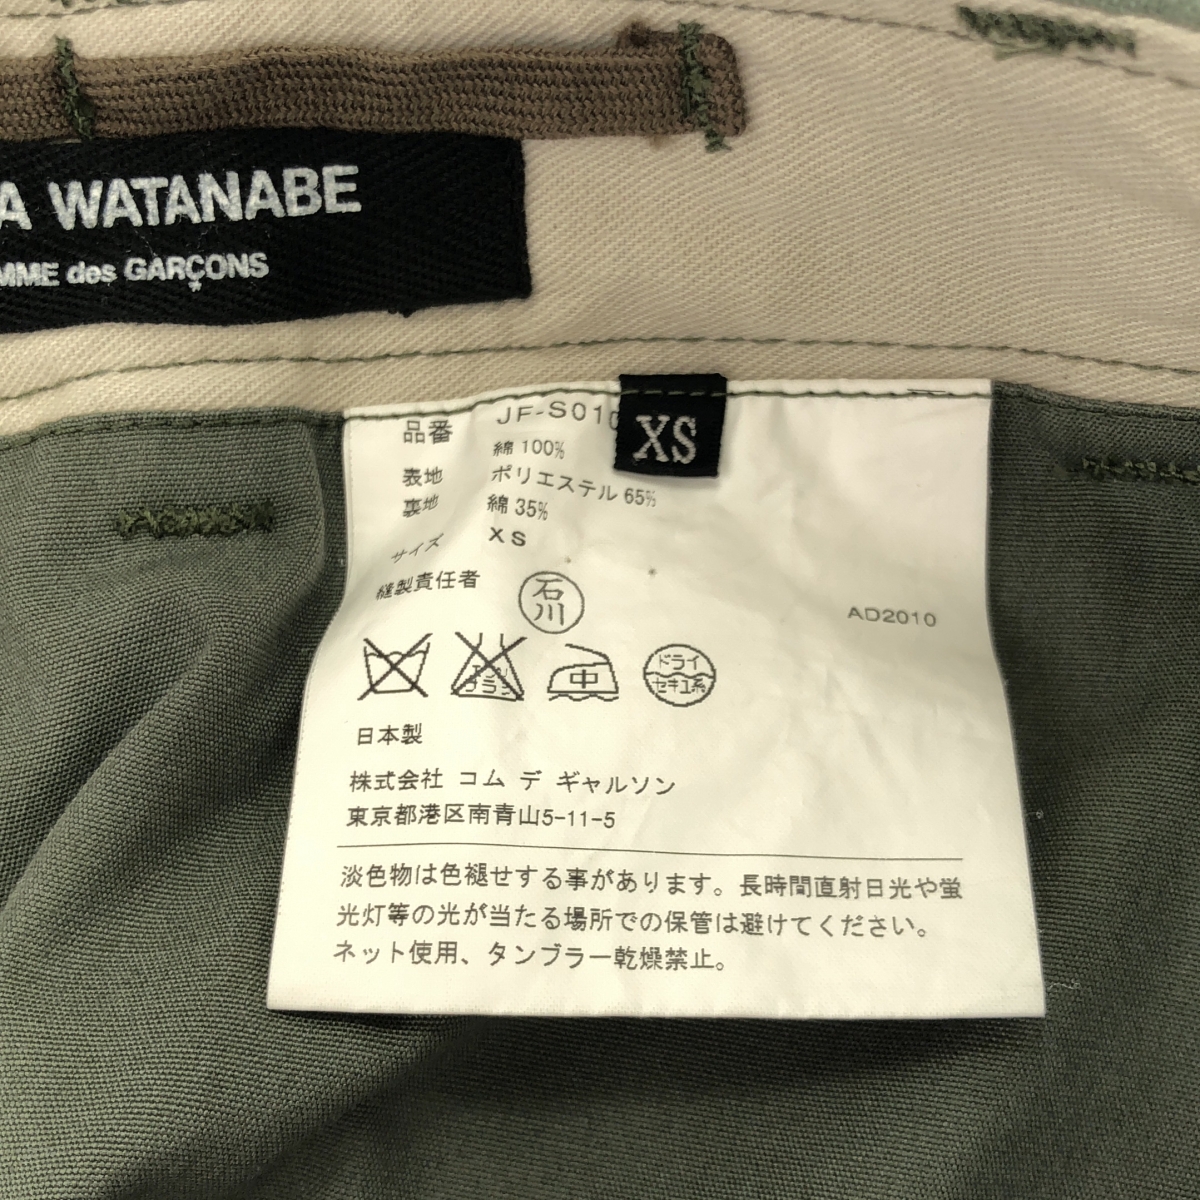 A WATANABE
MME des GARÇONS
XS
品番 JF-S010
表地 綿 100%
裏地 ポリエステル 65%
綿 35%
サイズ XS
縫製責任者 石川
AD2010
中
ドライ
セキユ系
日本製
株式会社 コム デ ギャルソン
東京都港区南青山5-11-5
淡色物は色褪せする事があります。長時間直射日光や蛍
光灯等の光が当たる場所での保管は避けてください。
ネット使用、タンブラー乾燥禁止。